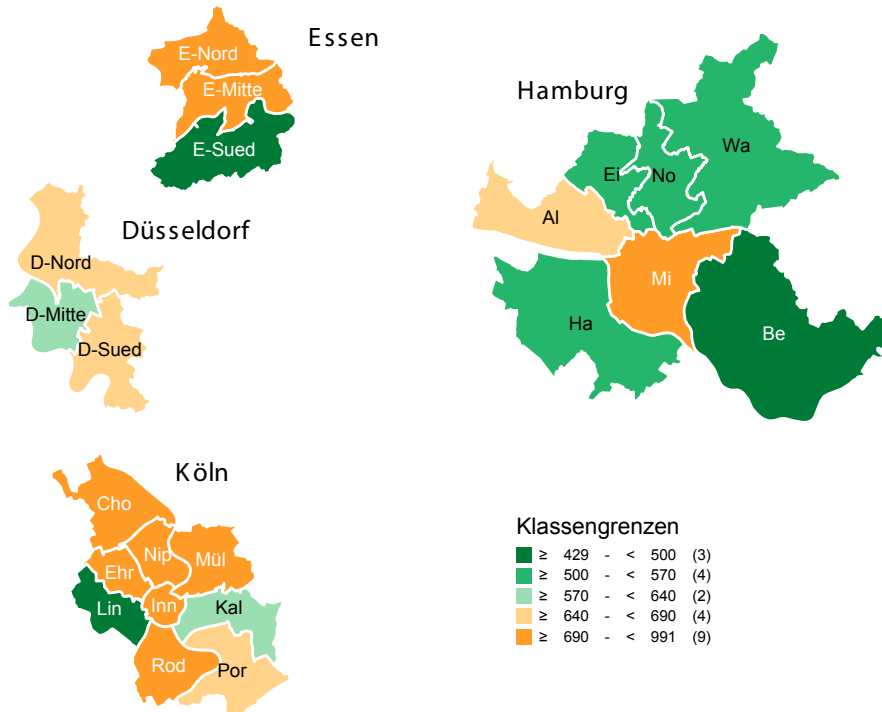 Essen
E-Nord
E-Mitte
E-Sued
Hamburg
Wa
Ei
No
Al
Mi
Ha
Be
Düsseldorf
D-Nord
D-Mitte
D-Sued
Köln
Cho
Nip
Mül
Ehr
Inn
Lin
Kal
Rod
Por
Klassengrenzen
≥ 429 - < 500 (3)
≥ 500 - < 570 (4)
≥ 570 - < 640 (2)
≥ 640 - < 690 (4)
≥ 690 - < 991 (9)